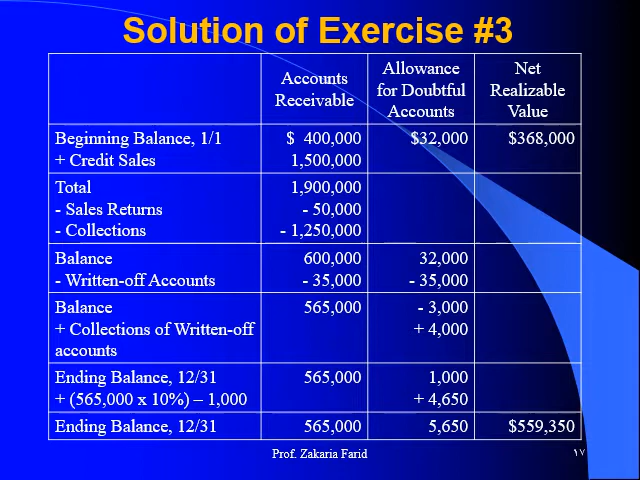 Solution of Exercise #3
Accounts Receivable
Allowance for Doubtful Accounts
Net Realizable Value
Beginning Balance, 1/1 $ 400,000 $32,000 $368,000
+ Credit Sales 1,500,000
Total 1,900,000
- Sales Returns - 50,000
- Collections - 1,250,000
Balance 600,000 32,000
- Written-off Accounts - 35,000 - 35,000
Balance 565,000 - 3,000
+ Collections of Written-off + 4,000
accounts
Ending Balance, 12/31 565,000 1,000
+ (565,000 x 10%) – 1,000 + 4,650
Ending Balance, 12/31 565,000 5,650 $559,350
Prof. Zakaria Farid ١٧